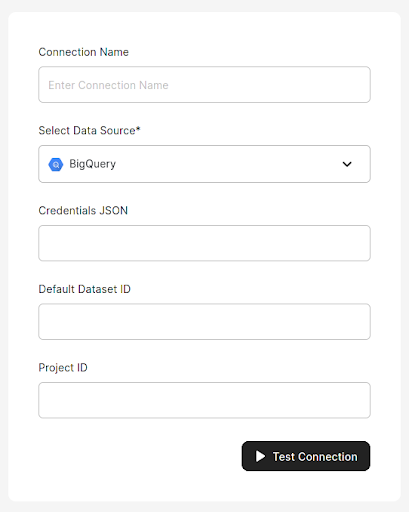 Connection Name
Enter Connection Name
Select Data Source*
BigQuery
Credentials JSON
Default Dataset ID
Project ID
Test Connection